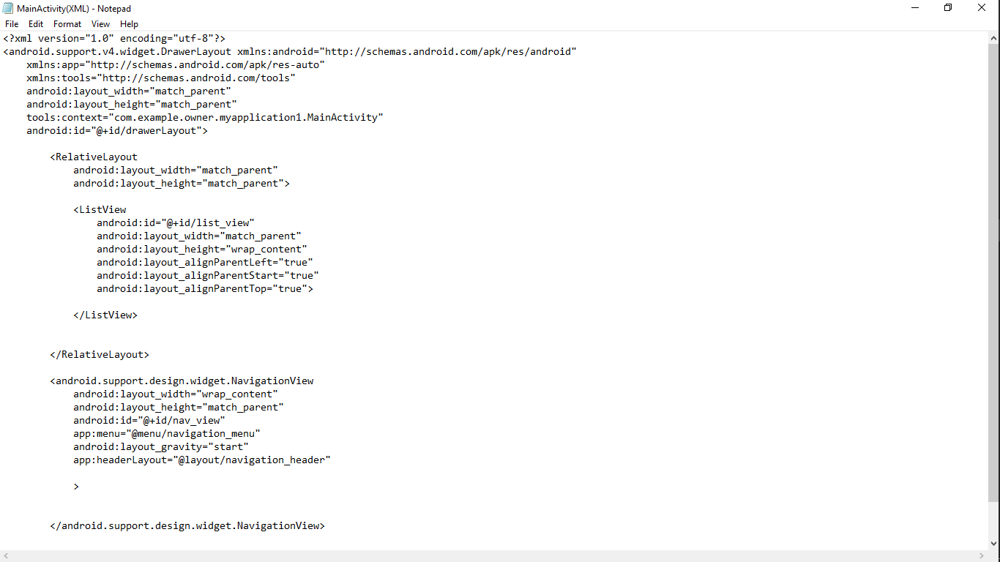 MainActivity(XML) - Notepad
File Edit Format View Help
<?xml version="1.0" encoding="utf-8"?>
<android.support.v4.widget.DrawerLayout xmlns:android="http://schemas.android.com/apk/res/android"
    xmlns:app="http://schemas.android.com/apk/res-auto"
    xmlns:tools="http://schemas.android.com/tools"
    android:layout_width="match_parent"
    android:layout_height="match_parent"
    tools:context="com.example.owner.myapplication1.MainActivity"
    android:id="@+id/drawerLayout">
        <RelativeLayout
            android:layout_width="match_parent"
            android:layout_height="match_parent">
            <ListView
                android:id="@+id/list_view"
                android:layout_width="match_parent"
                android:layout_height="wrap_content"
                android:layout_alignParentLeft="true"
                android:layout_alignParentStart="true"
                android:layout_alignParentTop="true">
            </ListView>
        </RelativeLayout>
        <android.support.design.widget.NavigationView
            android:layout_width="wrap_content"
            android:layout_height="match_parent"
            android:id="@+id/nav_view"
            app:menu="@menu/navigation_menu"
            android:layout_gravity="start"
            app:headerLayout="@layout/navigation_header"
            >
        </android.support.design.widget.NavigationView>